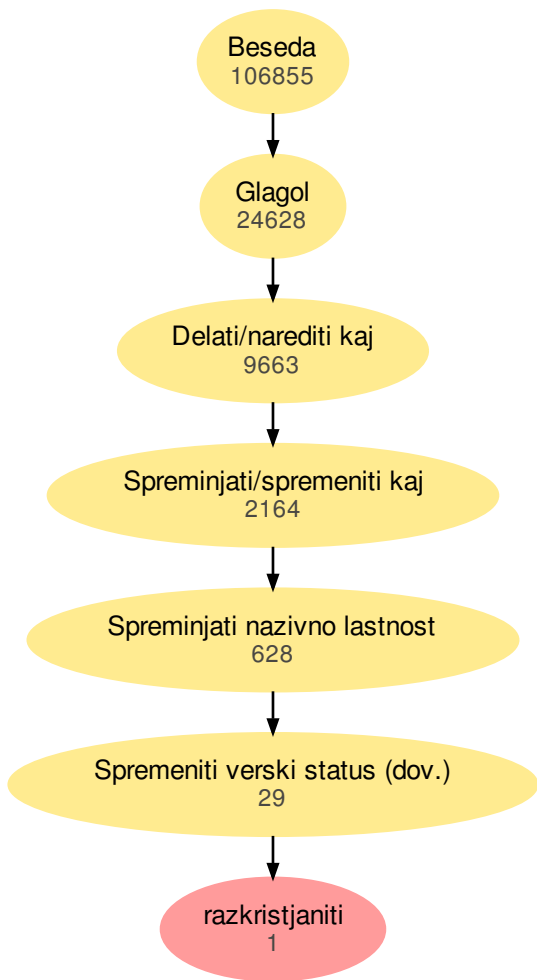 Beseda
106855
Glagol
24628
Delati/narediti kaj
9663
Spreminjati/spremeniti kaj
2164
Spreminjati nazivno lastnost
628
Spremeniti verski status (dov.)
29
razkristjaniti
1